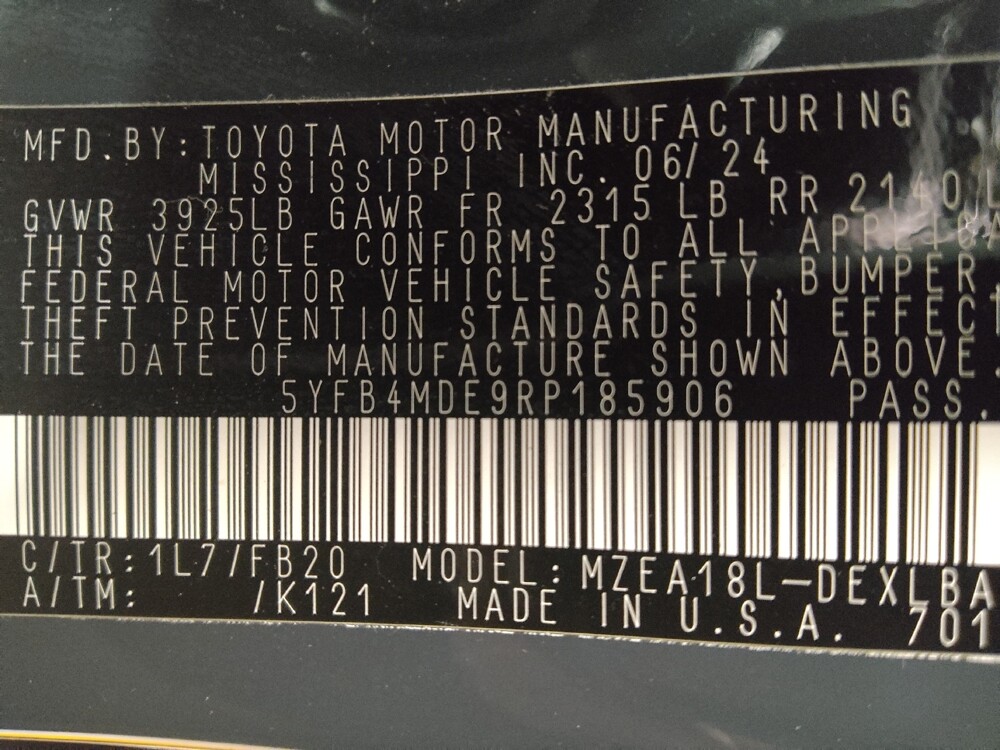 MFD.BY:TOYOTA MOTOR MANUFACTURING
MISSISSIPPI INC. 06/24
GVWR 3925LB GAWR FR 2315 LB RR 2140
THIS VEHICLE CONFORMS TO ALL
FEDERAL MOTOR VEHICLE SAFETY,BUMPER,
THEFT PREVENTION STANDARDS IN EFFECT
THE DATE OF MANUFACTURE SHOWN ABOVE.
5YFB4MDE9RP185906 PASS.
C/TR:1L7/FB20 MODEL:MZEA18L-DEXLBA
A/TM: /K121 MADE IN U.S.A. 701